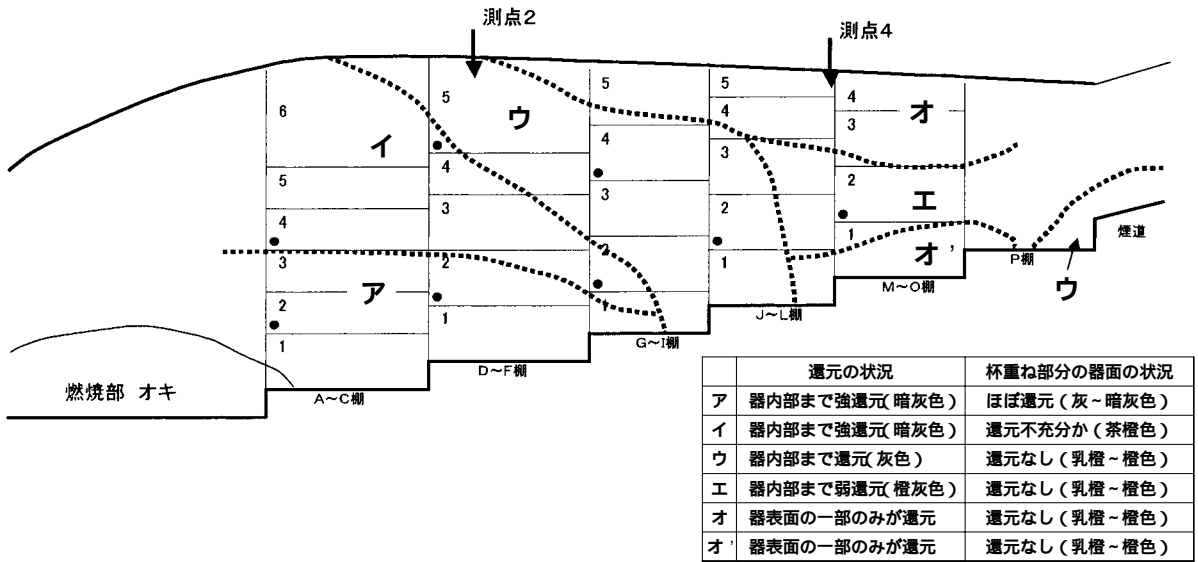 測点2
測点4
6
5
4
3
2
1
イ
ア
5
4
3
2
1
ウ
5
4
3
2
1
5
4
3
2
1
4
3
2
1
オ
エ
オ'
ウ
煙道
P棚
M～O棚
J～L棚
G～I棚
D～F棚
A～C棚
燃焼部 オキ
還元の状況 杯重ね部分の器面の状況
ア 器内部まで強還元(暗灰色) ほぼ還元(灰~暗灰色)
イ 器内部まで強還元(暗灰色) 還元不充分か(茶橙色)
ウ 器内部まで還元(灰色) 還元なし(乳橙~橙色)
エ 器内部まで弱還元(橙灰色) 還元なし(乳橙~橙色)
オ 器表面の一部のみが還元 還元なし(乳橙~橙色)
オ' 器表面の一部のみが還元 還元なし(乳橙~橙色)